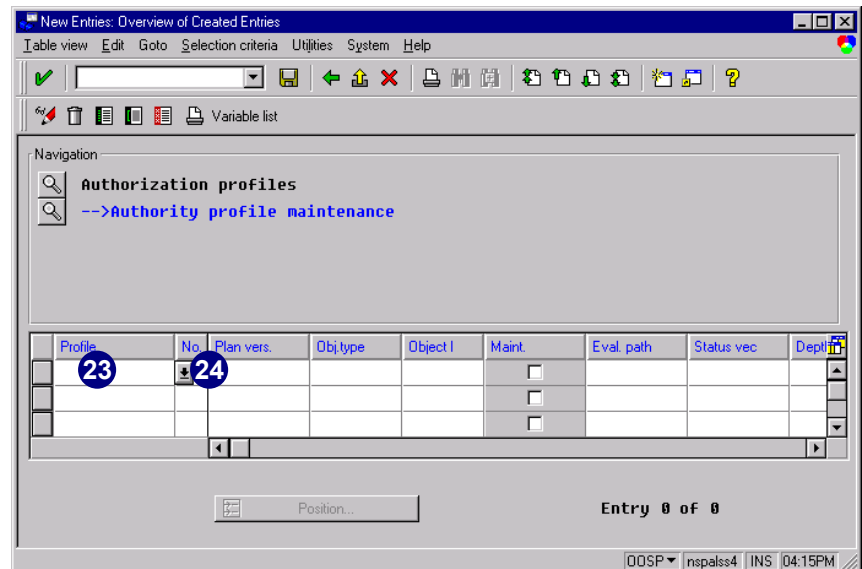 New Entries: Overview of Created Entries
Table view Edit Goto Selection criteria Utilities System Help
Variable list
Navigation
Authorization profiles
-->Authority profile maintenance
Profile No. Plan vers. Obj.type Object I Maint. Eval. path Status vec Depth
23 24
Position...
Entry 0 of 0
OOSP nspalss4 INS 04:15PM